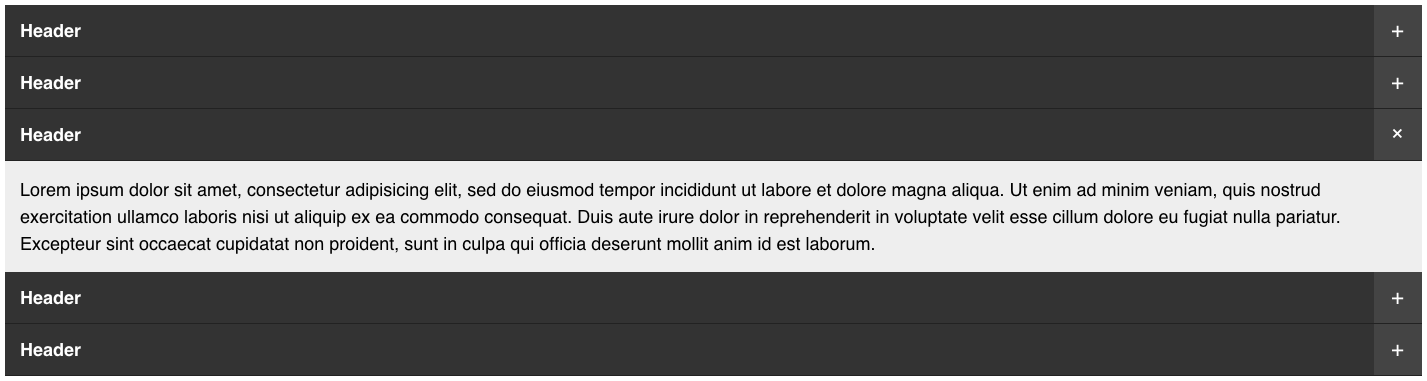 Header +
Header +
Header ×
Lorem ipsum dolor sit amet, consectetur adipisicing elit, sed do eiusmod tempor incididunt ut labore et dolore magna aliqua. Ut enim ad minim veniam, quis nostrud
exercitation ullamco laboris nisi ut aliquip ex ea commodo consequat. Duis aute irure dolor in reprehenderit in voluptate velit esse cillum dolore eu fugiat nulla pariatur.
Excepteur sint occaecat cupidatat non proident, sunt in culpa qui officia deserunt mollit anim id est laborum.
Header +
Header +